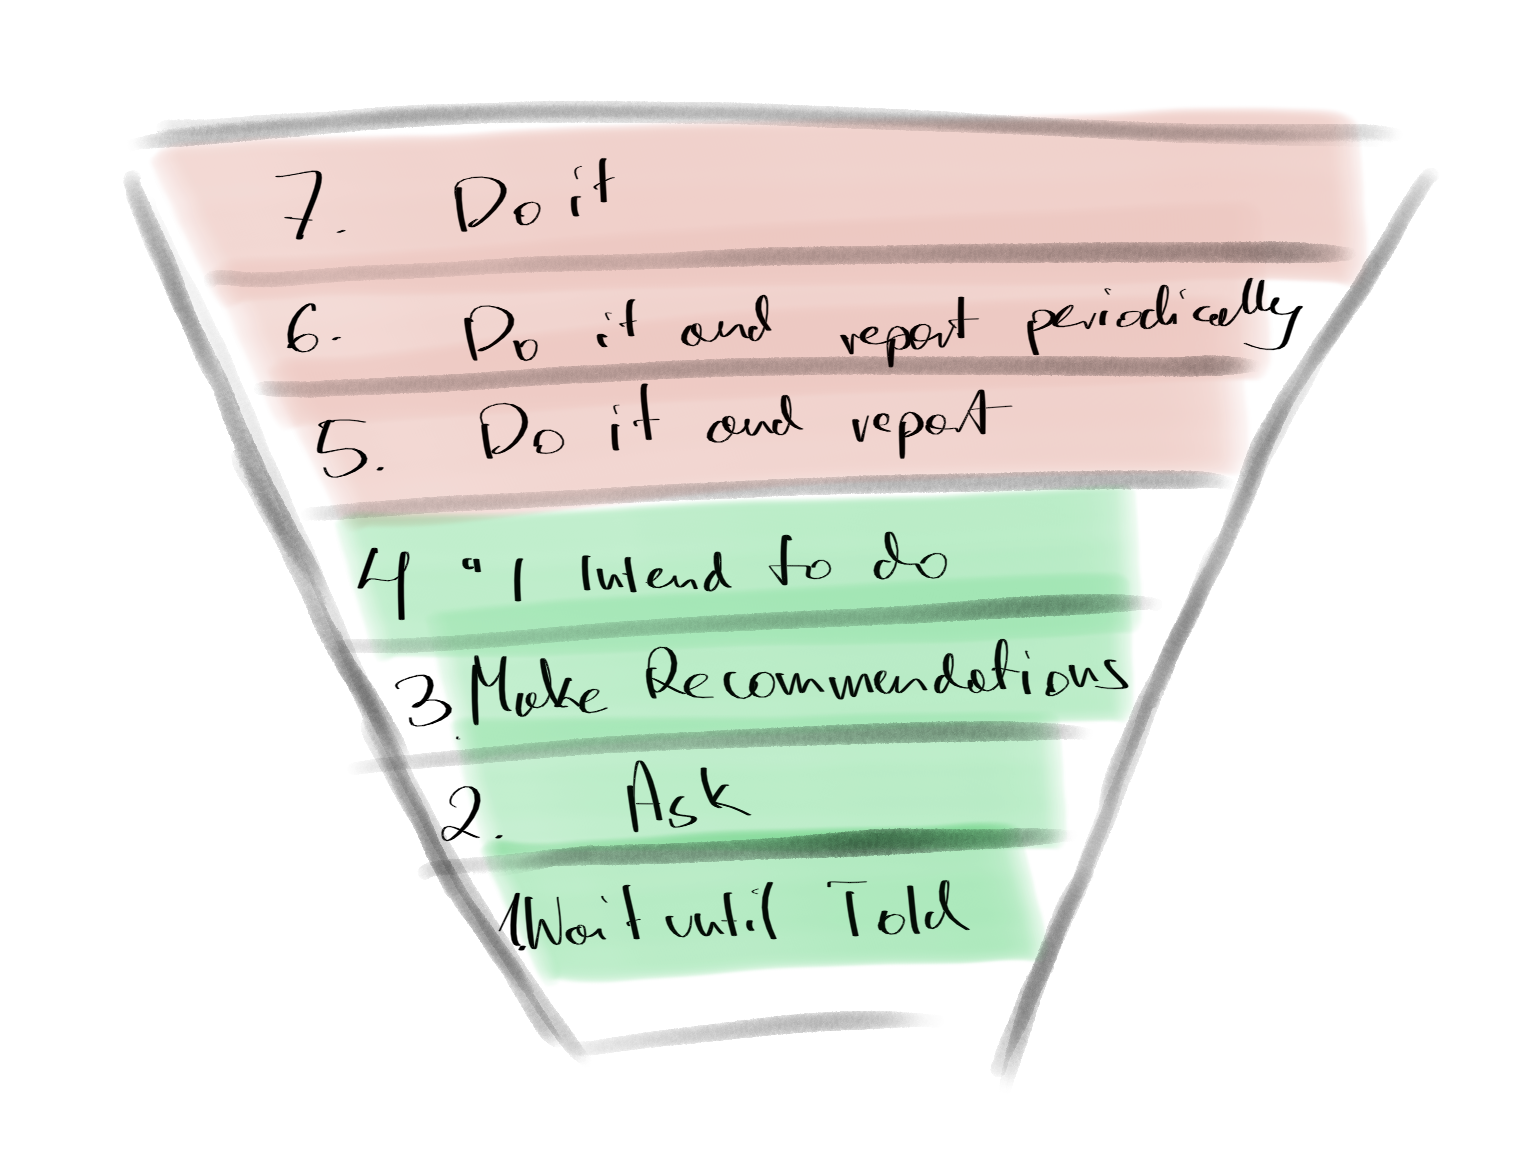 7. Do it
6. Do it and report periodically
5. Do it and report
4 "I Intend to do
3. Make Recommendations
2. Ask
1. Wait until Told